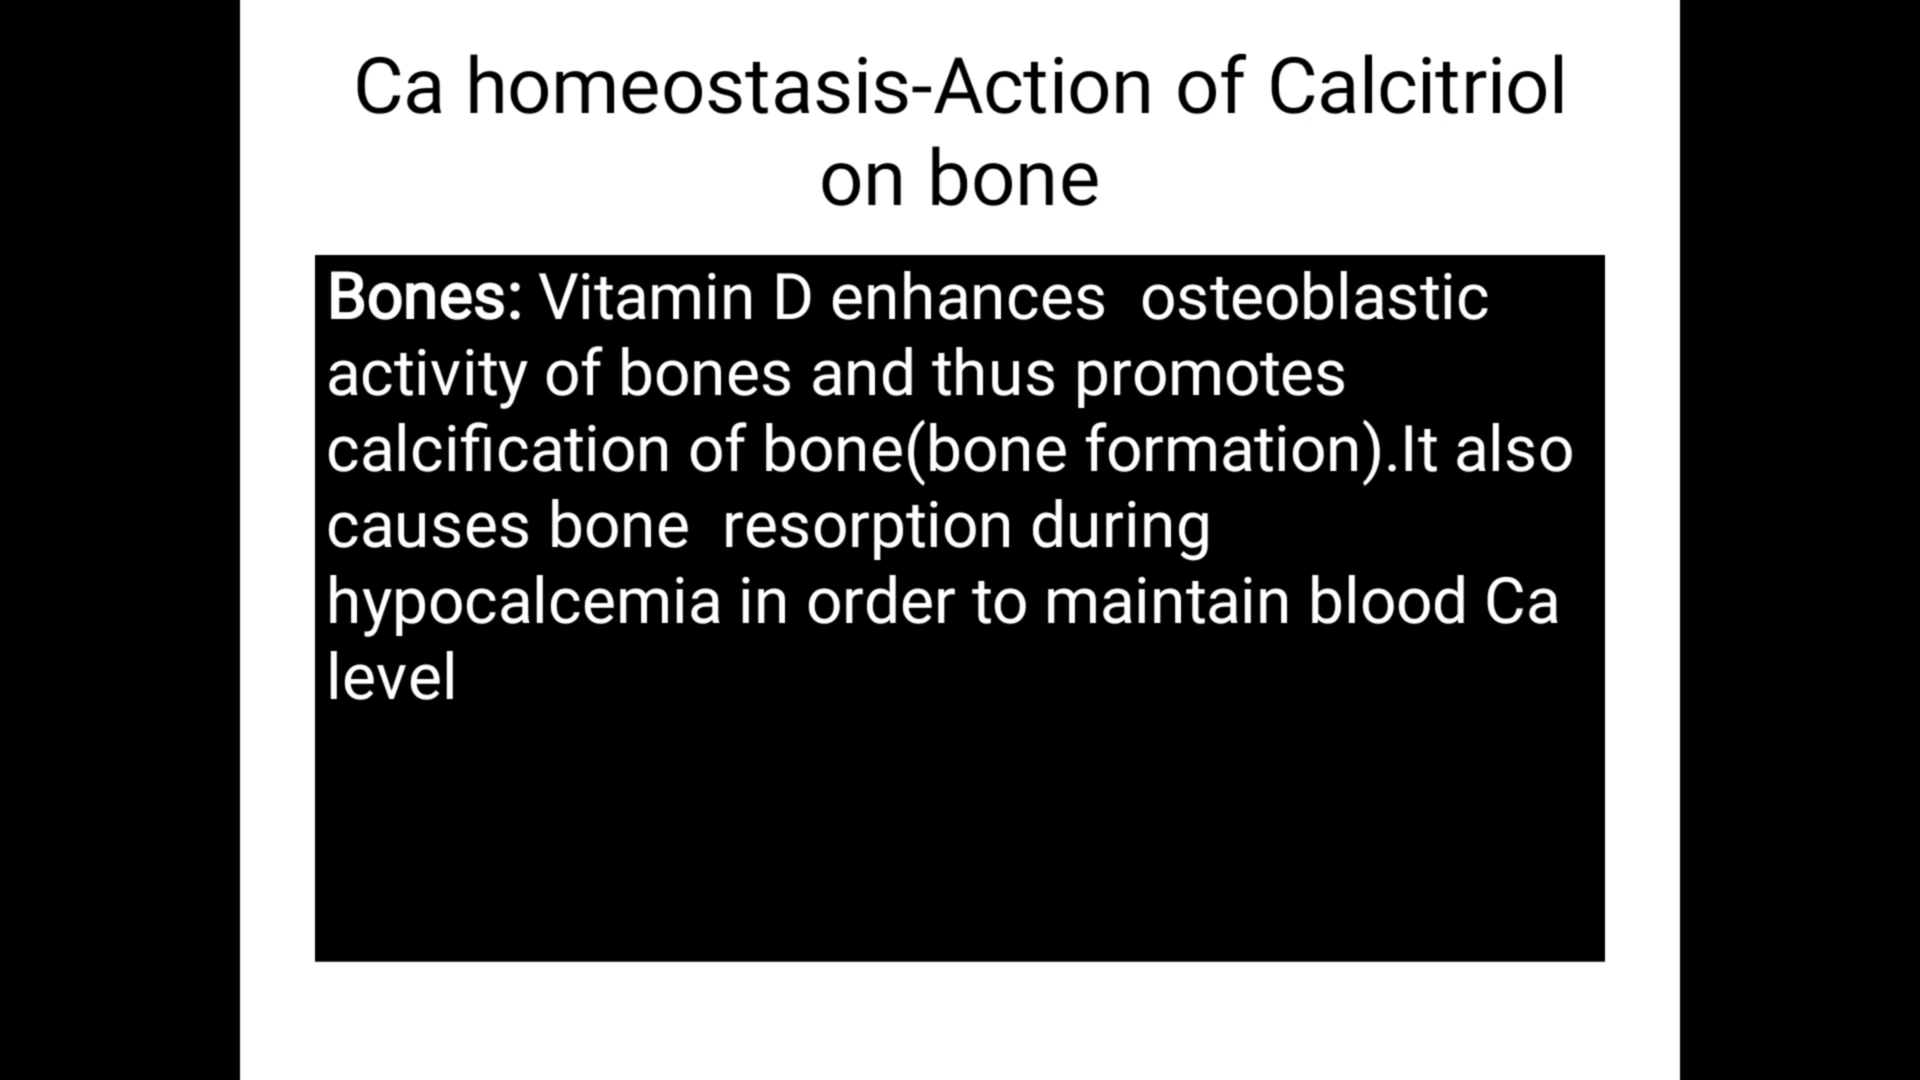 Ca homeostasis-Action of Calcitriol
on bone
Bones: Vitamin D enhances  osteoblastic
activity of bones and thus promotes
calcification of bone(bone formation).It also
causes bone  resorption during
hypocalcemia in order to maintain blood Ca
level